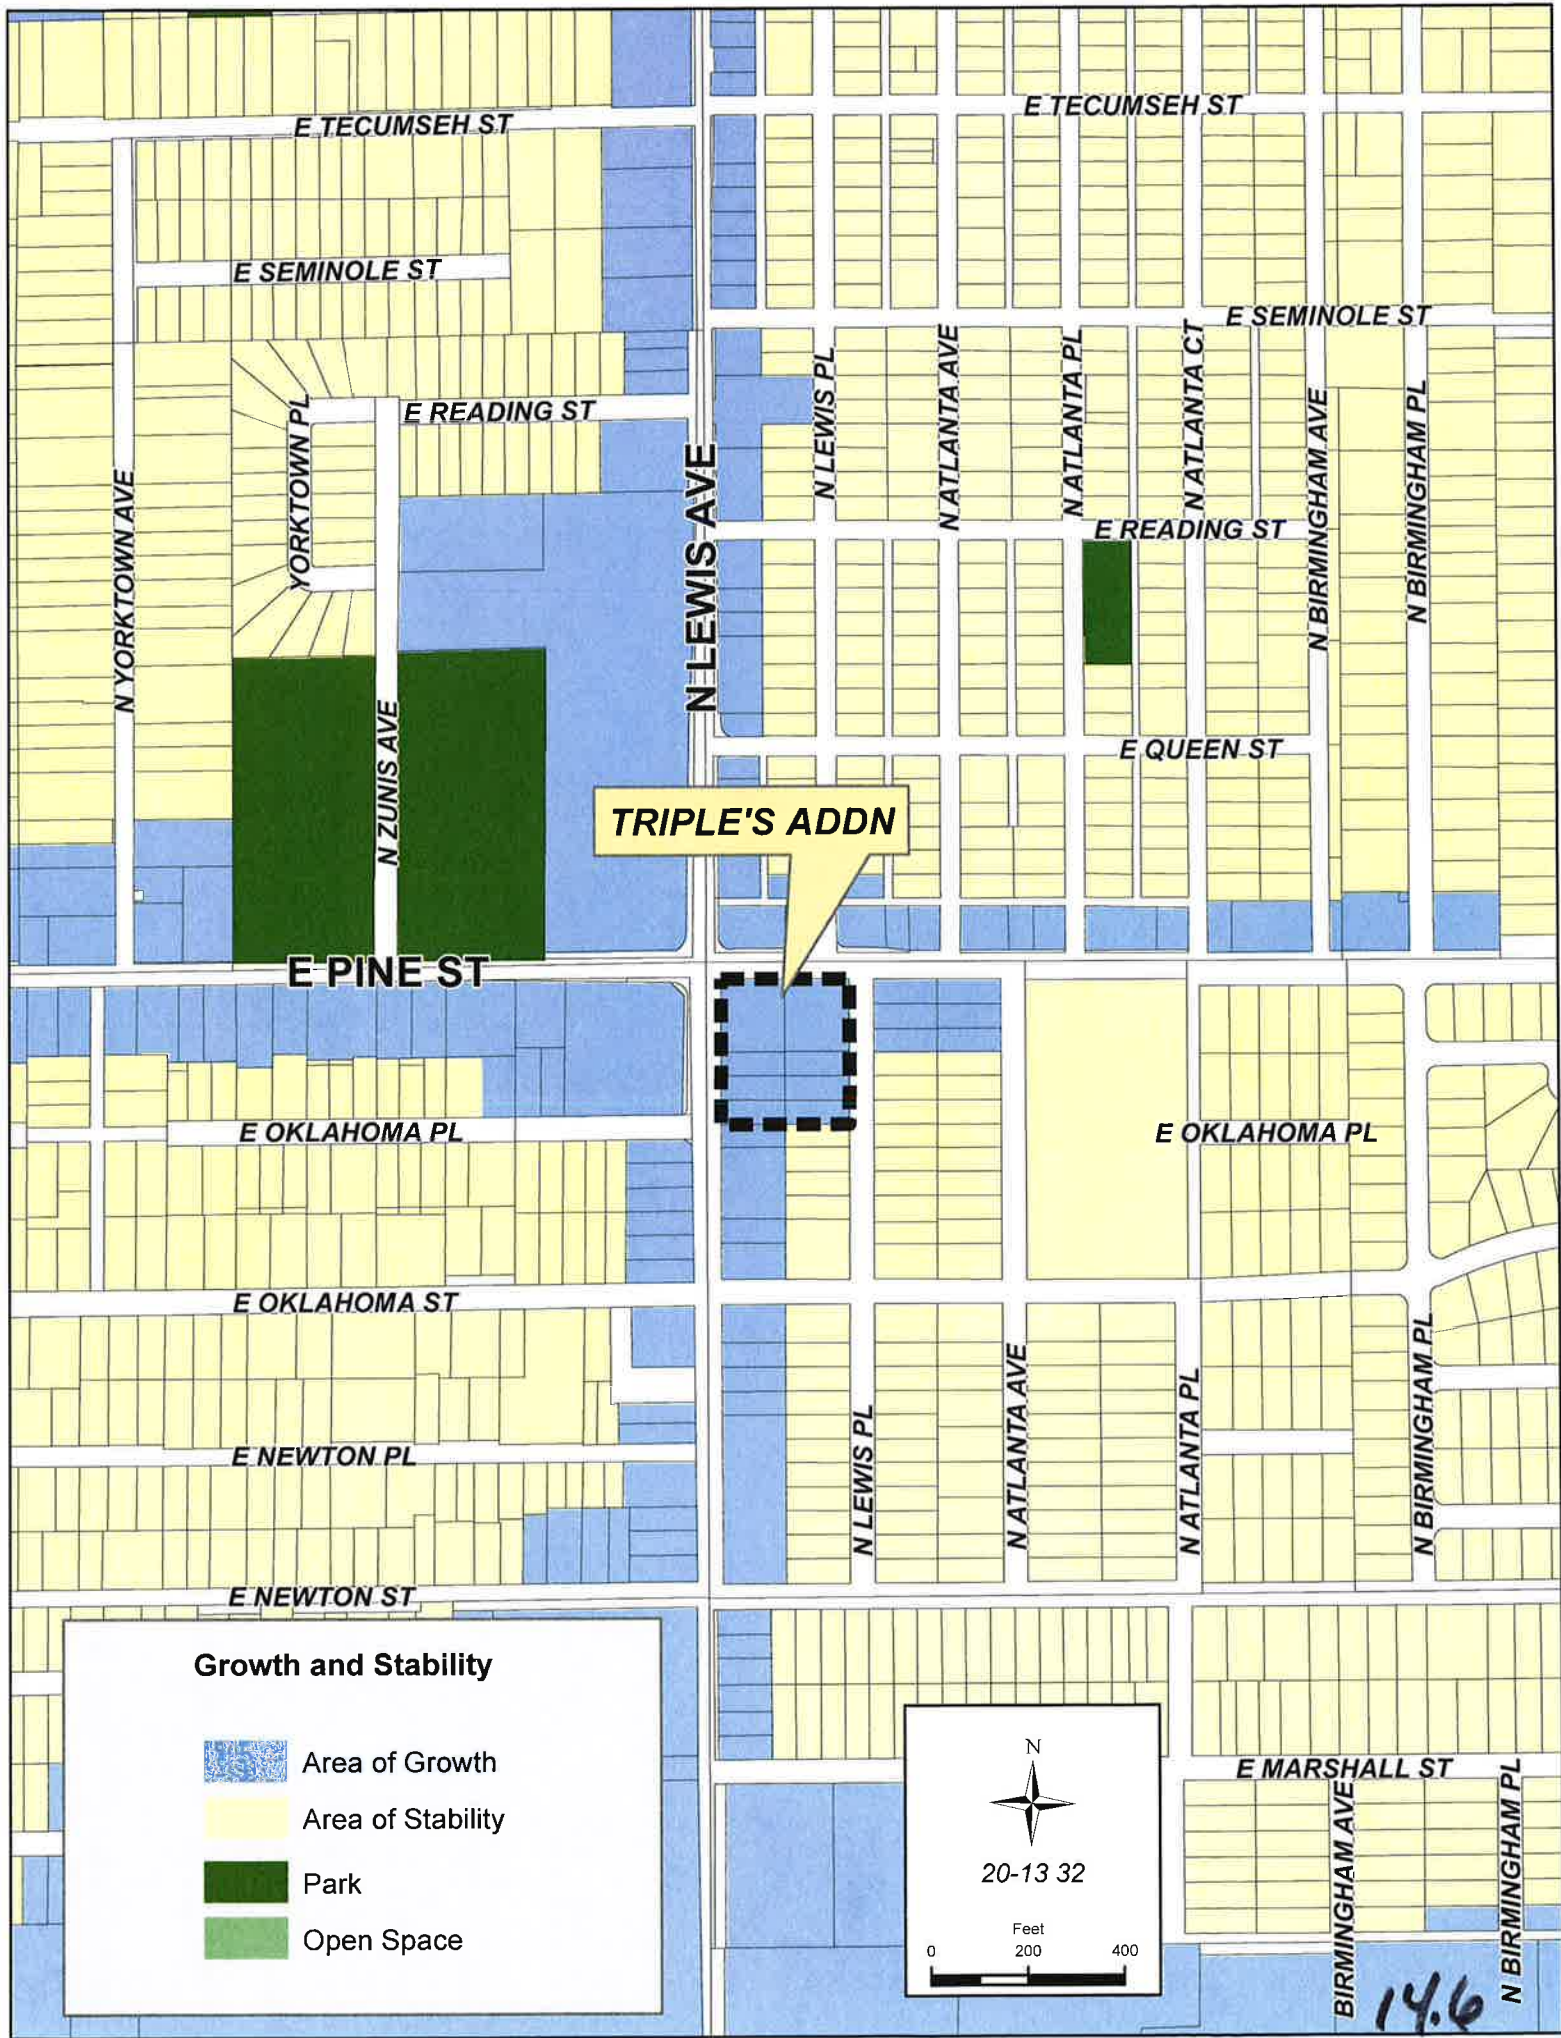 E TECUMSEH ST
E TECUMSEH ST
E SEMINOLE ST
E SEMINOLE ST
E READING ST
YORKTOWN PL
N YORKTOWN AVE
N LEWIS AVE
N LEWIS PL
N ATLANTA AVE
N ATLANTA PL
N ATLANTA CT
N BIRMINGHAM AVE
N BIRMINGHAM PL
E READING ST
N ZUNIS AVE
E QUEEN ST
TRIPLE'S ADDN
E PINE ST
E OKLAHOMA PL
E OKLAHOMA PL
E OKLAHOMA ST
E NEWTON PL
N LEWIS PL
N ATLANTA AVE
N ATLANTA PL
N BIRMINGHAM PL
E NEWTON ST
Growth and Stability
Area of Growth
Area of Stability
Park
Open Space
N
20-13 32
Feet
0 200 400
E MARSHALL ST
BIRMINGHAM AVE
N BIRMINGHAM PL
14.6